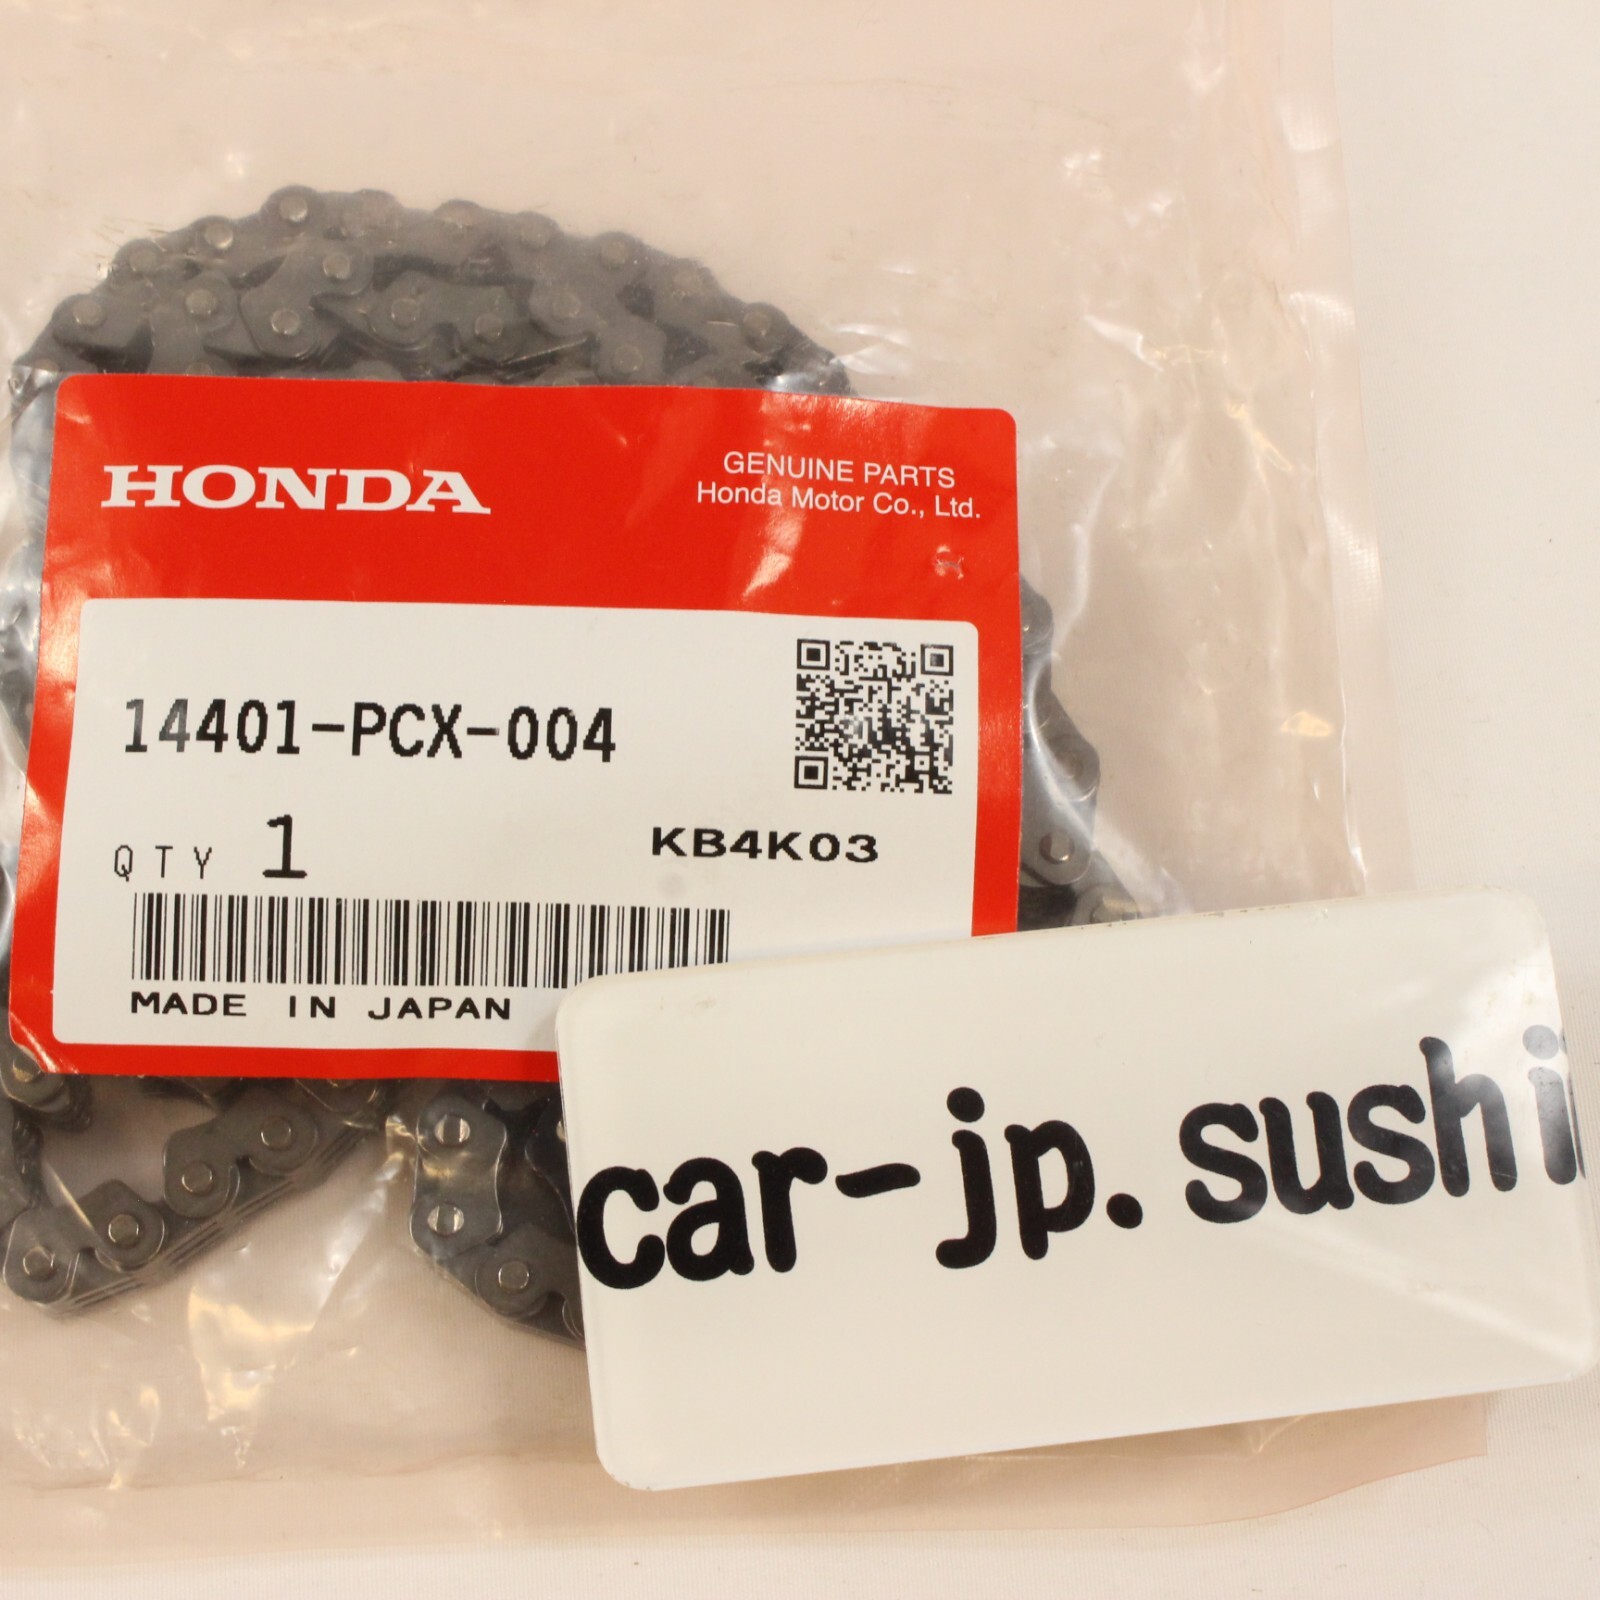 HONDA
GENUINE PARTS
Honda Motor Co., Ltd.
14401-PCX-004
QTY 1
KB4K03
MADE IN JAPAN
car-jp.sushi